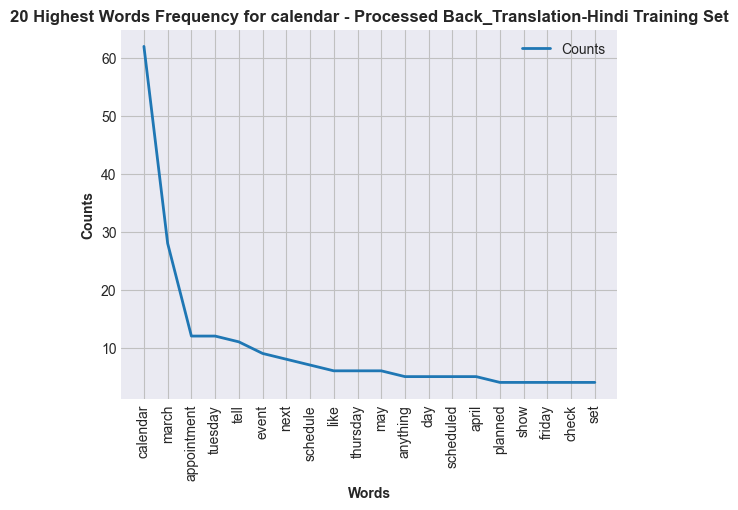 20 Highest Words Frequency for calendar - Processed Back_Translation-Hindi Training Set
Counts
60
50
40
30
20
10
Counts
calendar
march
appointment
tuesday
tell
event
next
schedule
like
thursday
may
anything
day
scheduled
april
planned
show
friday
check
set
Words